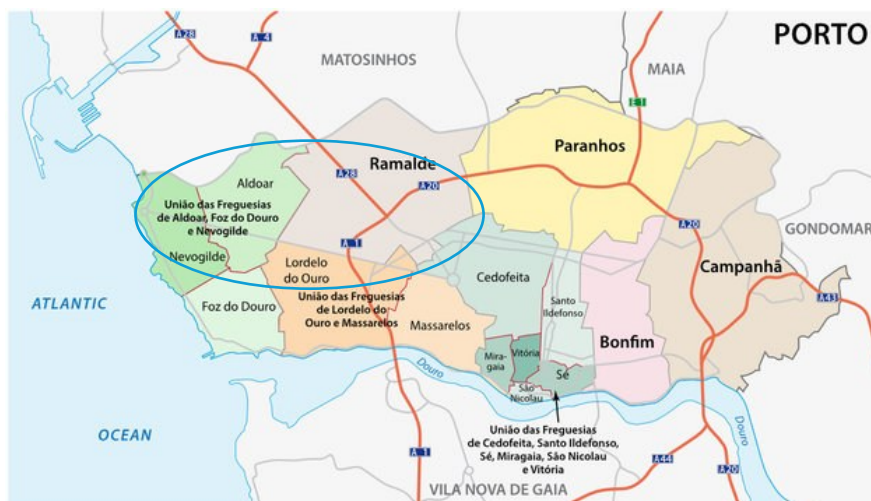 PORTO
A28
A 4
MATOSINHOS
MAIA
E 1
Paranhos
Ramalde
Aldoar
A28
A20
União das Freguesias
de Aldoar, Foz do Douro
e Nevogilde
A20
GONDOMAR
A 1
Nevogilde
Lordelo
do Ouro
Cedofeita
Campanhã
ATLANTIC
Foz do Douro
União das Freguesias
de Lordelo do
Ouro e Massarelos
Santo
Ildefonso
A43
Massarelos
Bonfim
Mira-
gaia
Vitória
Sé
Douro
São
Nicolau
OCEAN
União das Freguesias
de Cedofeita, Santo Ildefonso,
Sé, Miragaia, São Nicolau
e Vitória
Douro
A 1
A44
A20
VILA NOVA DE GAIA